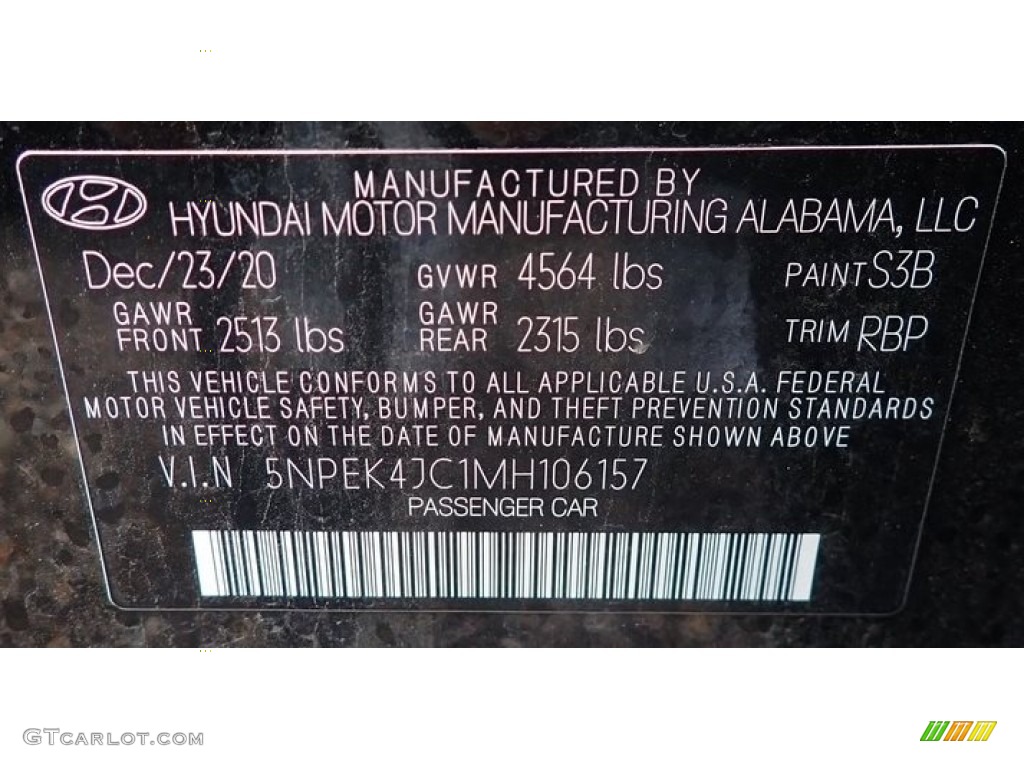 MANUFACTURED BY
HYUNDAI MOTOR MANUFACTURING ALABAMA, LLC
Dec/23/20 GVWR 4564 lbs PAINT S3B
GAWR FRONT 2513 lbs GAWR REAR 2315 lbs TRIM RBP
THIS VEHICLE CONFORMS TO ALL APPLICABLE U.S.A. FEDERAL
MOTOR VEHICLE SAFETY, BUMPER, AND THEFT PREVENTION STANDARDS
IN EFFECT ON THE DATE OF MANUFACTURE SHOWN ABOVE
V.I.N 5NPEK4JC1MH106157
PASSENGER CAR
GTCARLOT.COM